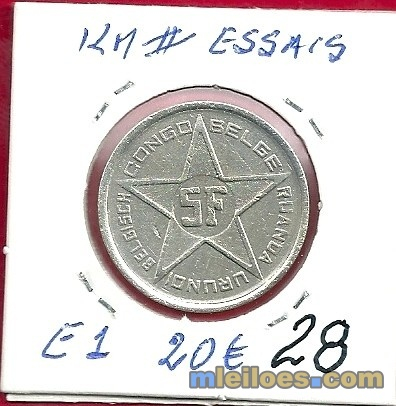 KM# ESSAIS
CONGO BELGE
RUANDA
URUNDI
BELGISCH
5F
E1 20€ 28
mleiloes.com